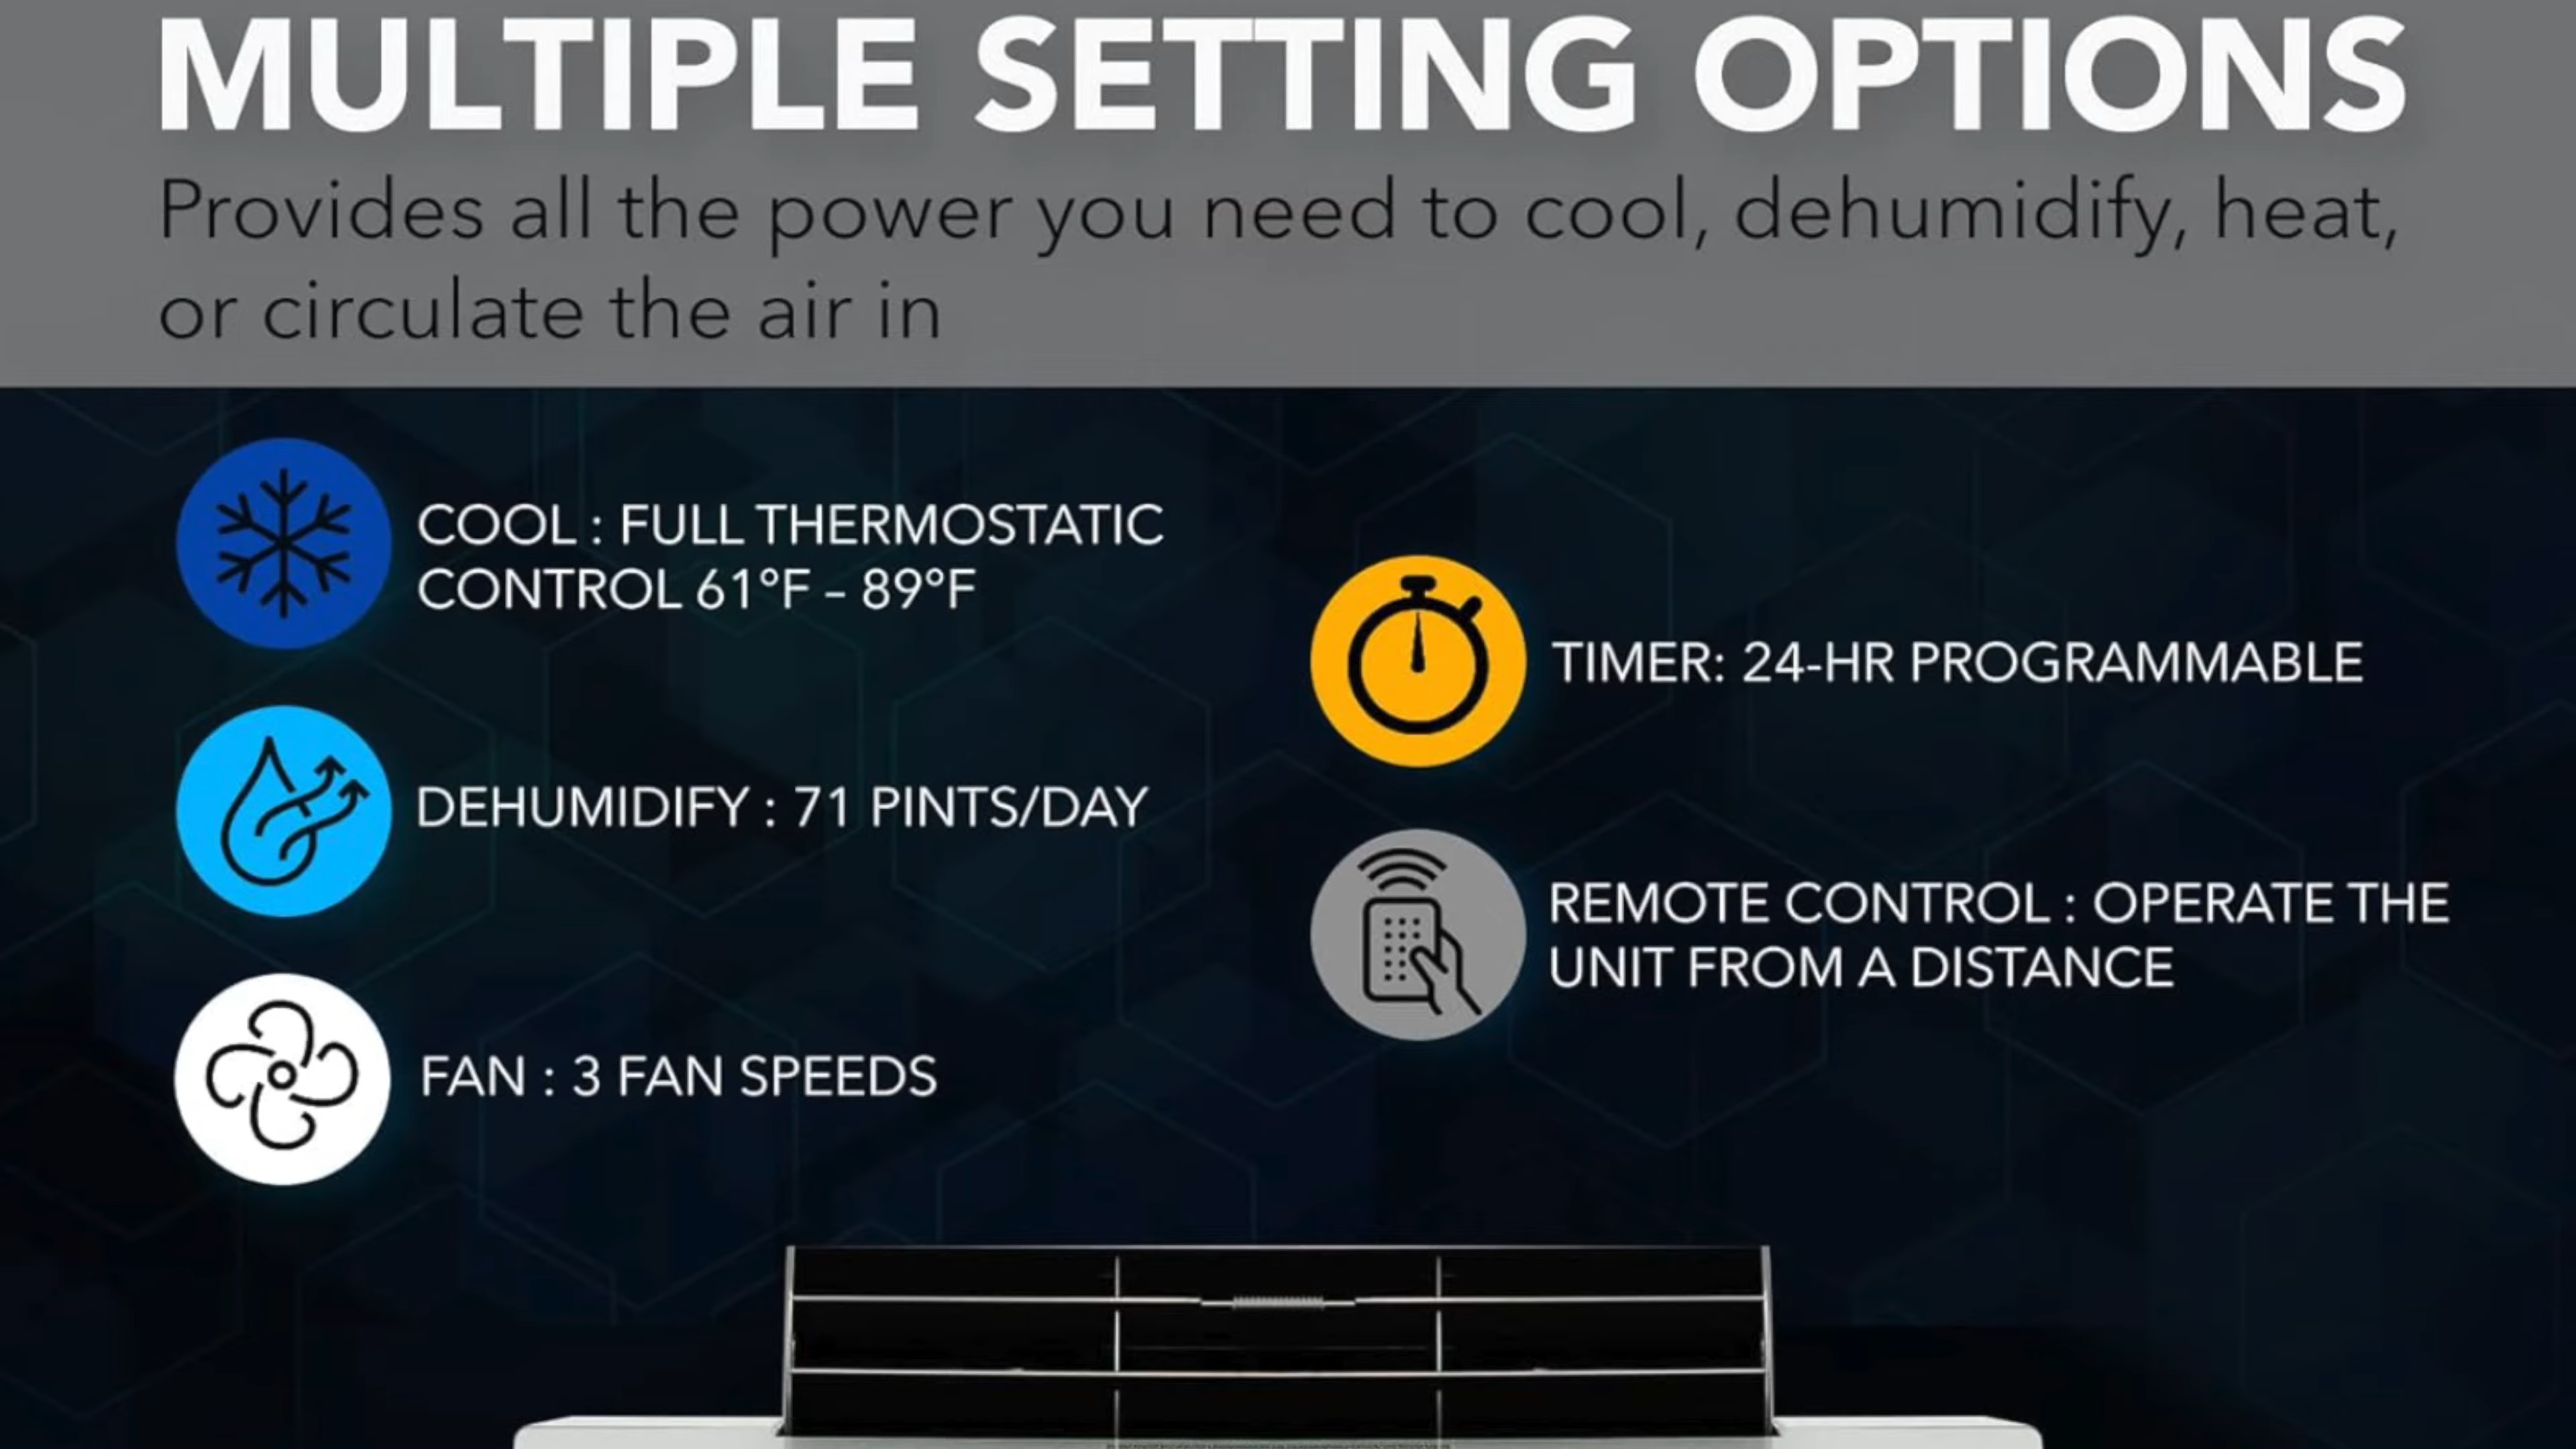 MULTIPLE SETTING OPTIONS
Provides all the power you need to cool, dehumidify, heat,
or circulate the air in
COOL : FULL THERMOSTATIC
CONTROL 61°F – 89°F
DEHUMIDIFY : 71 PINTS/DAY
FAN : 3 FAN SPEEDS
TIMER: 24-HR PROGRAMMABLE
REMOTE CONTROL : OPERATE THE
UNIT FROM A DISTANCE